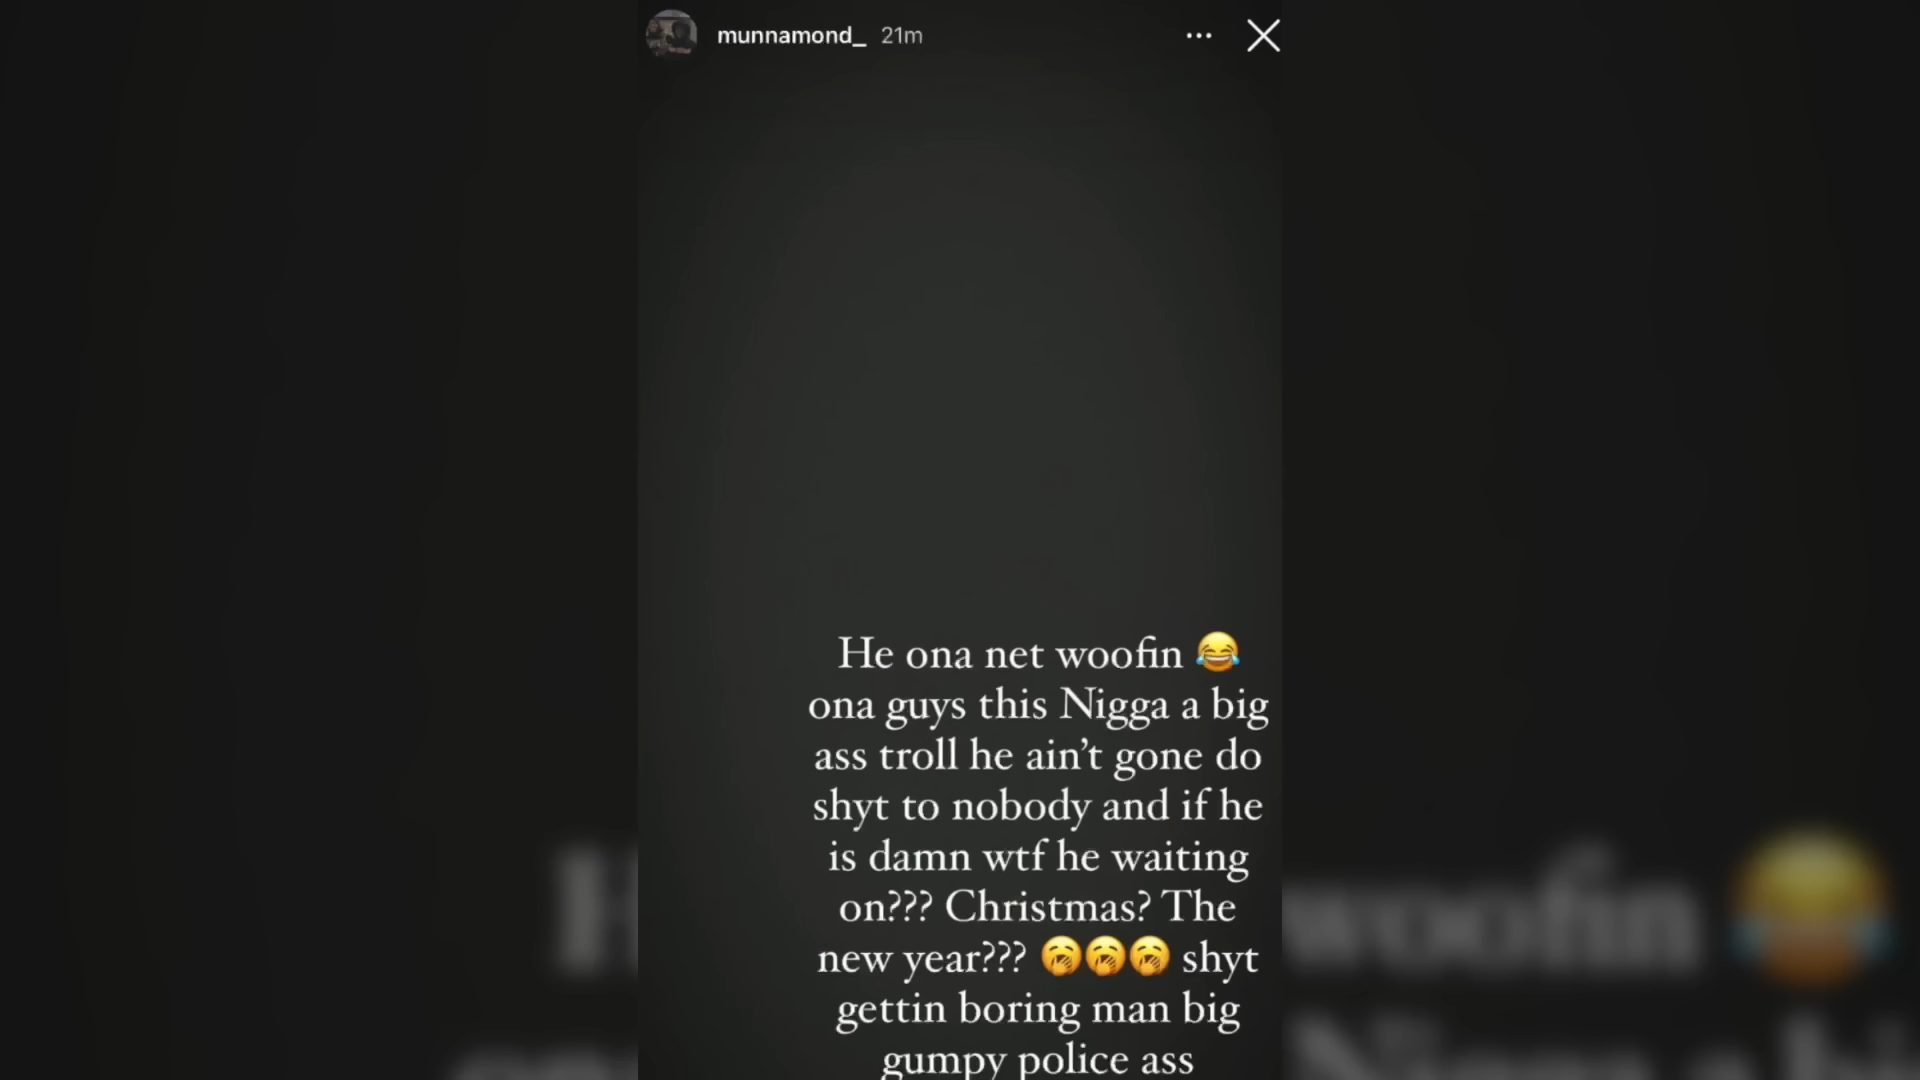 munnamond_ 21m
He ona net woofin 😂
ona guys this Nigga a big
ass troll he ain't gone do
shyt to nobody and if he
is damn wtf he waiting
on??? Christmas? The
new year??? 🥱🥱🥱 shyt
gettin boring man big
gumpy police ass